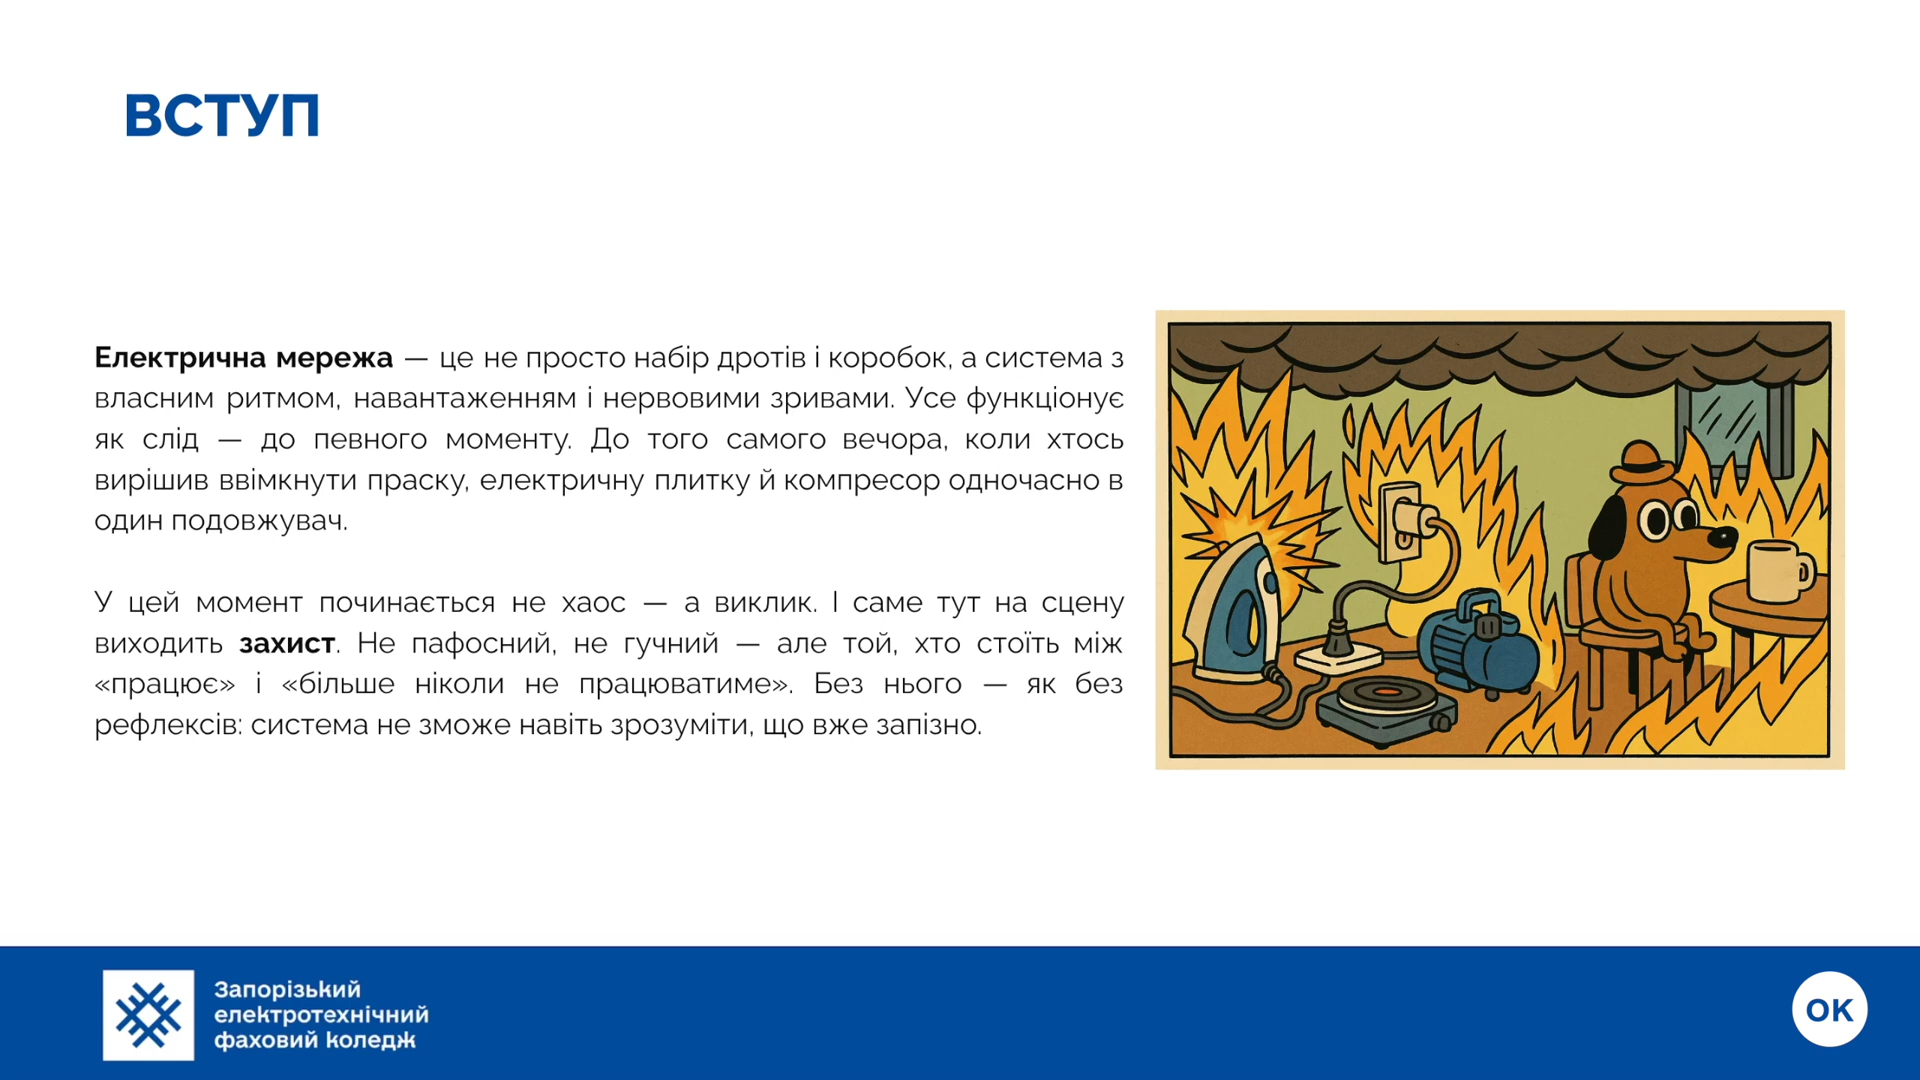 ВСТУП
Електрична мережа — це не просто набір дротів і коробок, а система з
власним ритмом, навантаженням і нервовими зривами. Усе функціонує
як слід — до певного моменту. До того самого вечора, коли хтось
вирішив ввімкнути праску, електричну плитку й компресор одночасно в
один подовжувач.
У цей момент починається не хаос — а виклик. І саме тут на сцену
виходить захист. Не пафосний, не гучний — але той, хто стоїть між
«працює» і «більше ніколи не працюватиме». Без нього — як без
рефлексів: система не зможе навіть зрозуміти, що вже запізно.
Запорізький
електротехнічний
фаховий коледж
ОК